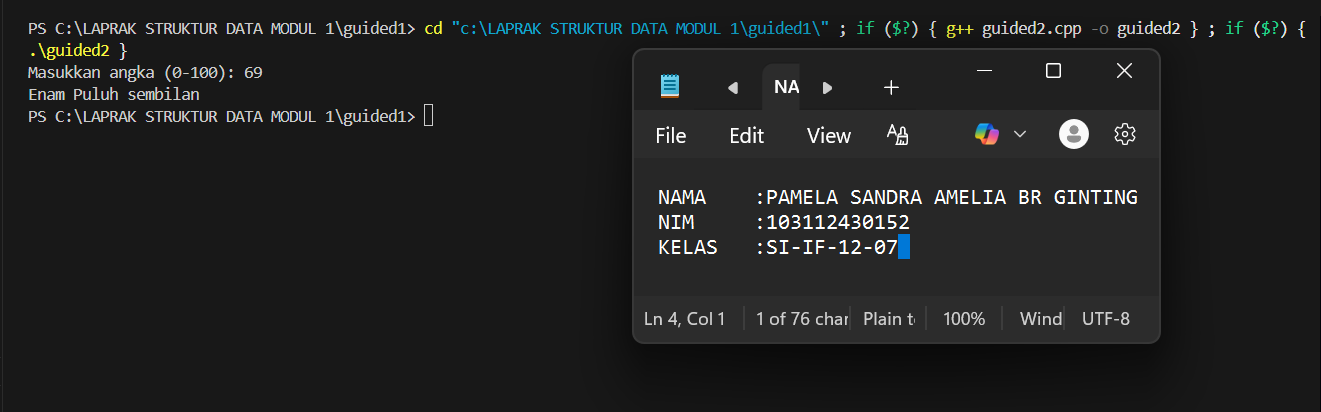 PS C:\LAPRAK STRUKTUR DATA MODUL 1\guided1> cd "c:\LAPRAK STRUKTUR DATA MODUL 1\guided1\" ; if ($?) { g++ guided2.cpp -o guided2 } ; if ($?) {
.\guided2 }
Masukkan angka (0-100): 69
Enam Puluh sembilan
PS C:\LAPRAK STRUKTUR DATA MODUL 1\guided1>
NA
File Edit View
NAMA :PAMELA SANDRA AMELIA BR GINTING
NIM :103112430152
KELAS :SI-IF-12-07
Ln 4, Col 1 1 of 76 char Plain t 100% Wind UTF-8